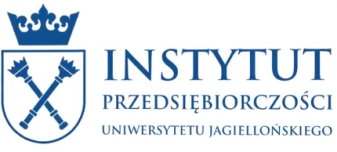 INSTYTUT
PRZEDSIĘBIORCZOŚCI
UNIWERSYTETU JAGIELLOŃSKIEGO